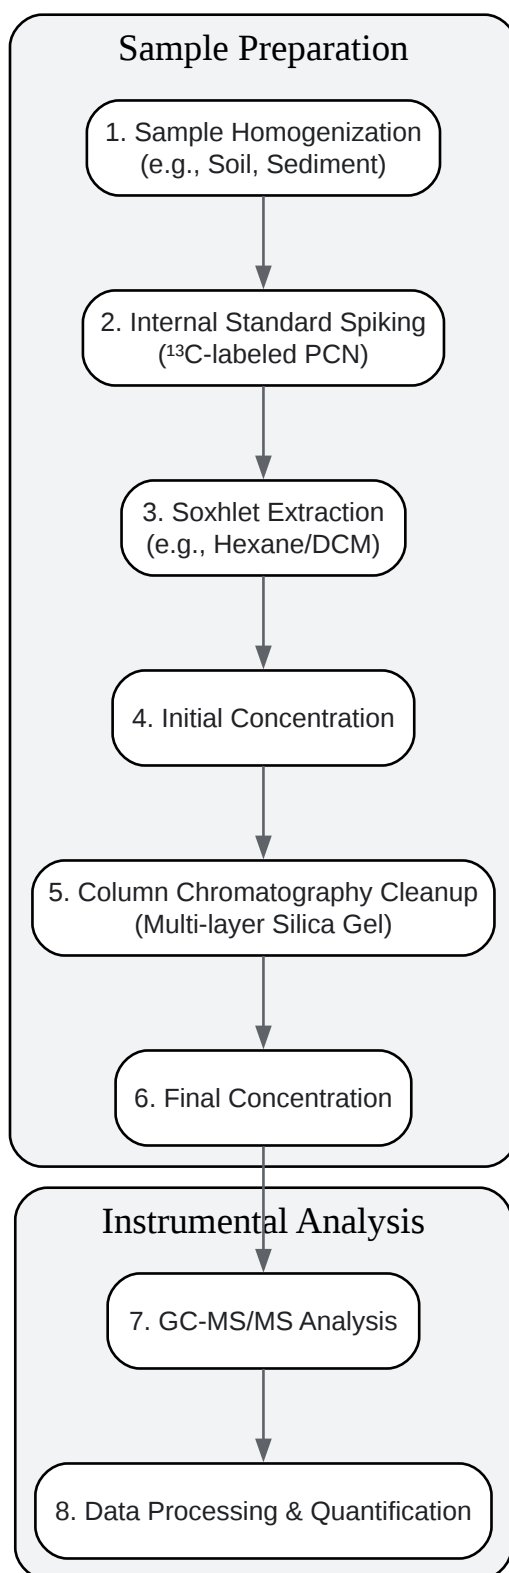 Sample Preparation
1. Sample Homogenization
(e.g., Soil, Sediment)
2. Internal Standard Spiking
(¹³C-labeled PCN)
3. Soxhlet Extraction
(e.g., Hexane/DCM)
4. Initial Concentration
5. Column Chromatography Cleanup
(Multi-layer Silica Gel)
6. Final Concentration
Instrumental Analysis
7. GC-MS/MS Analysis
8. Data Processing & Quantification